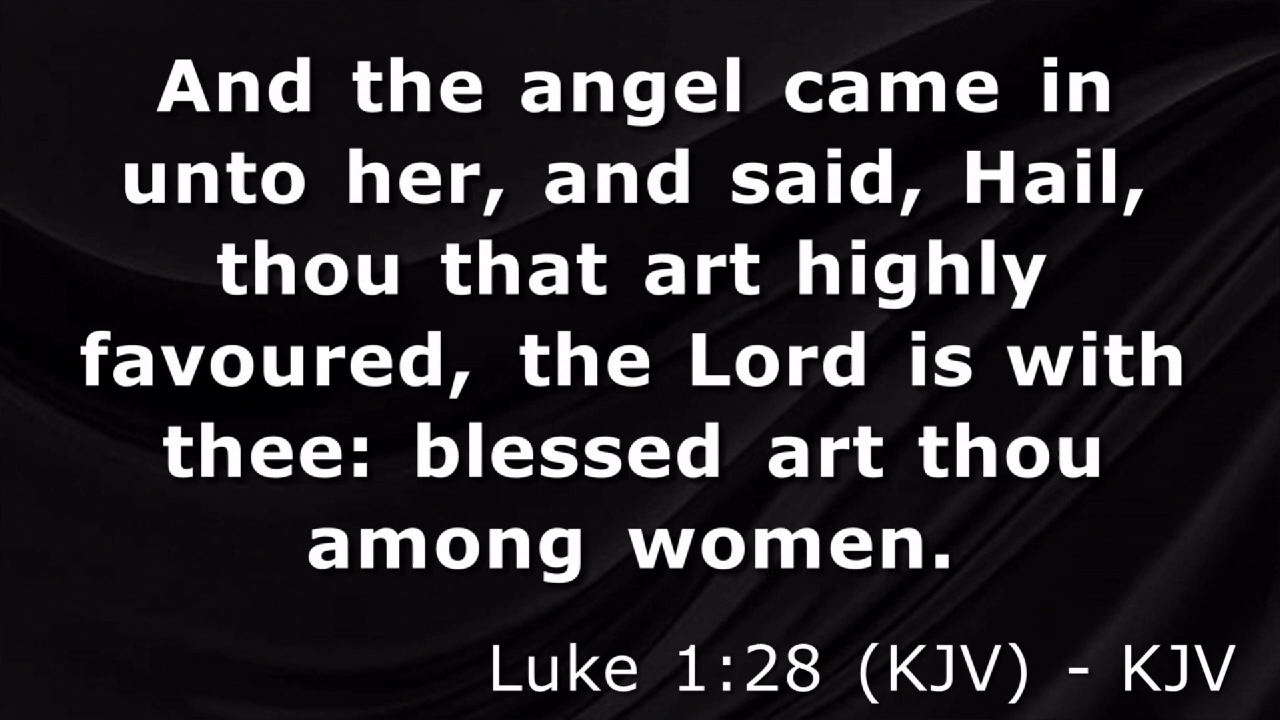 And the angel came in
unto her, and said, Hail,
thou that art highly
favoured, the Lord is with
thee: blessed art thou
among women.
Luke 1:28 (KJV) - KJV